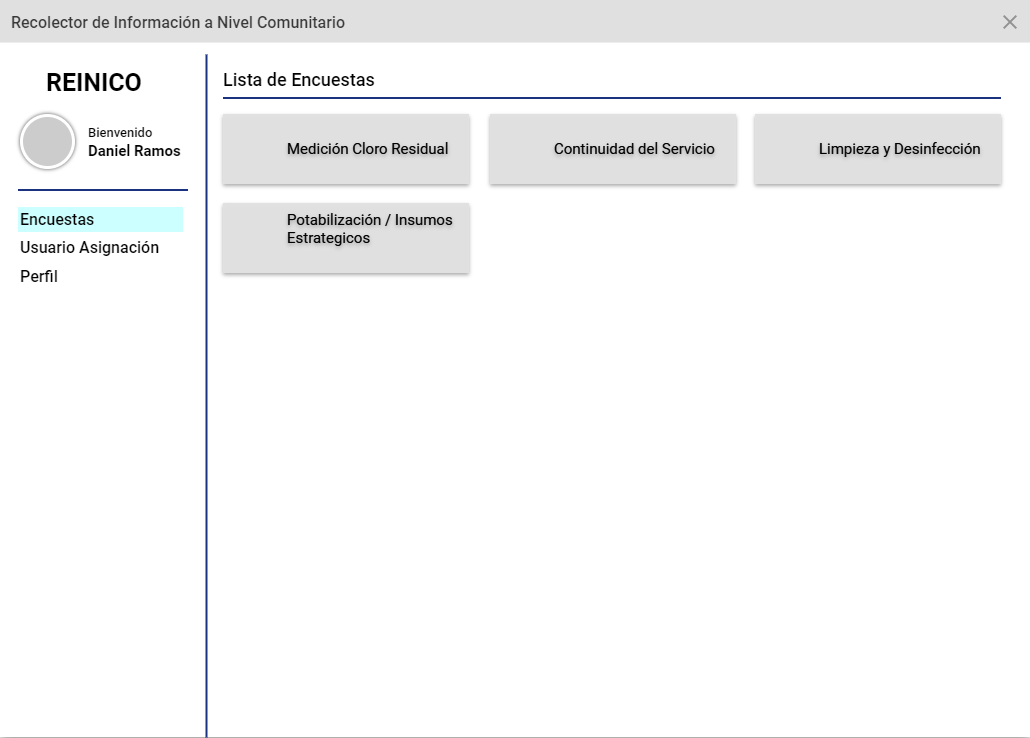 Recolector de Información a Nivel Comunitario
REINICO
Bienvenido
Daniel Ramos
Encuestas
Usuario Asignación
Perfil
Lista de Encuestas
Medición Cloro Residual
Continuidad del Servicio
Limpieza y Desinfección
Potabilización / Insumos
Estrategicos